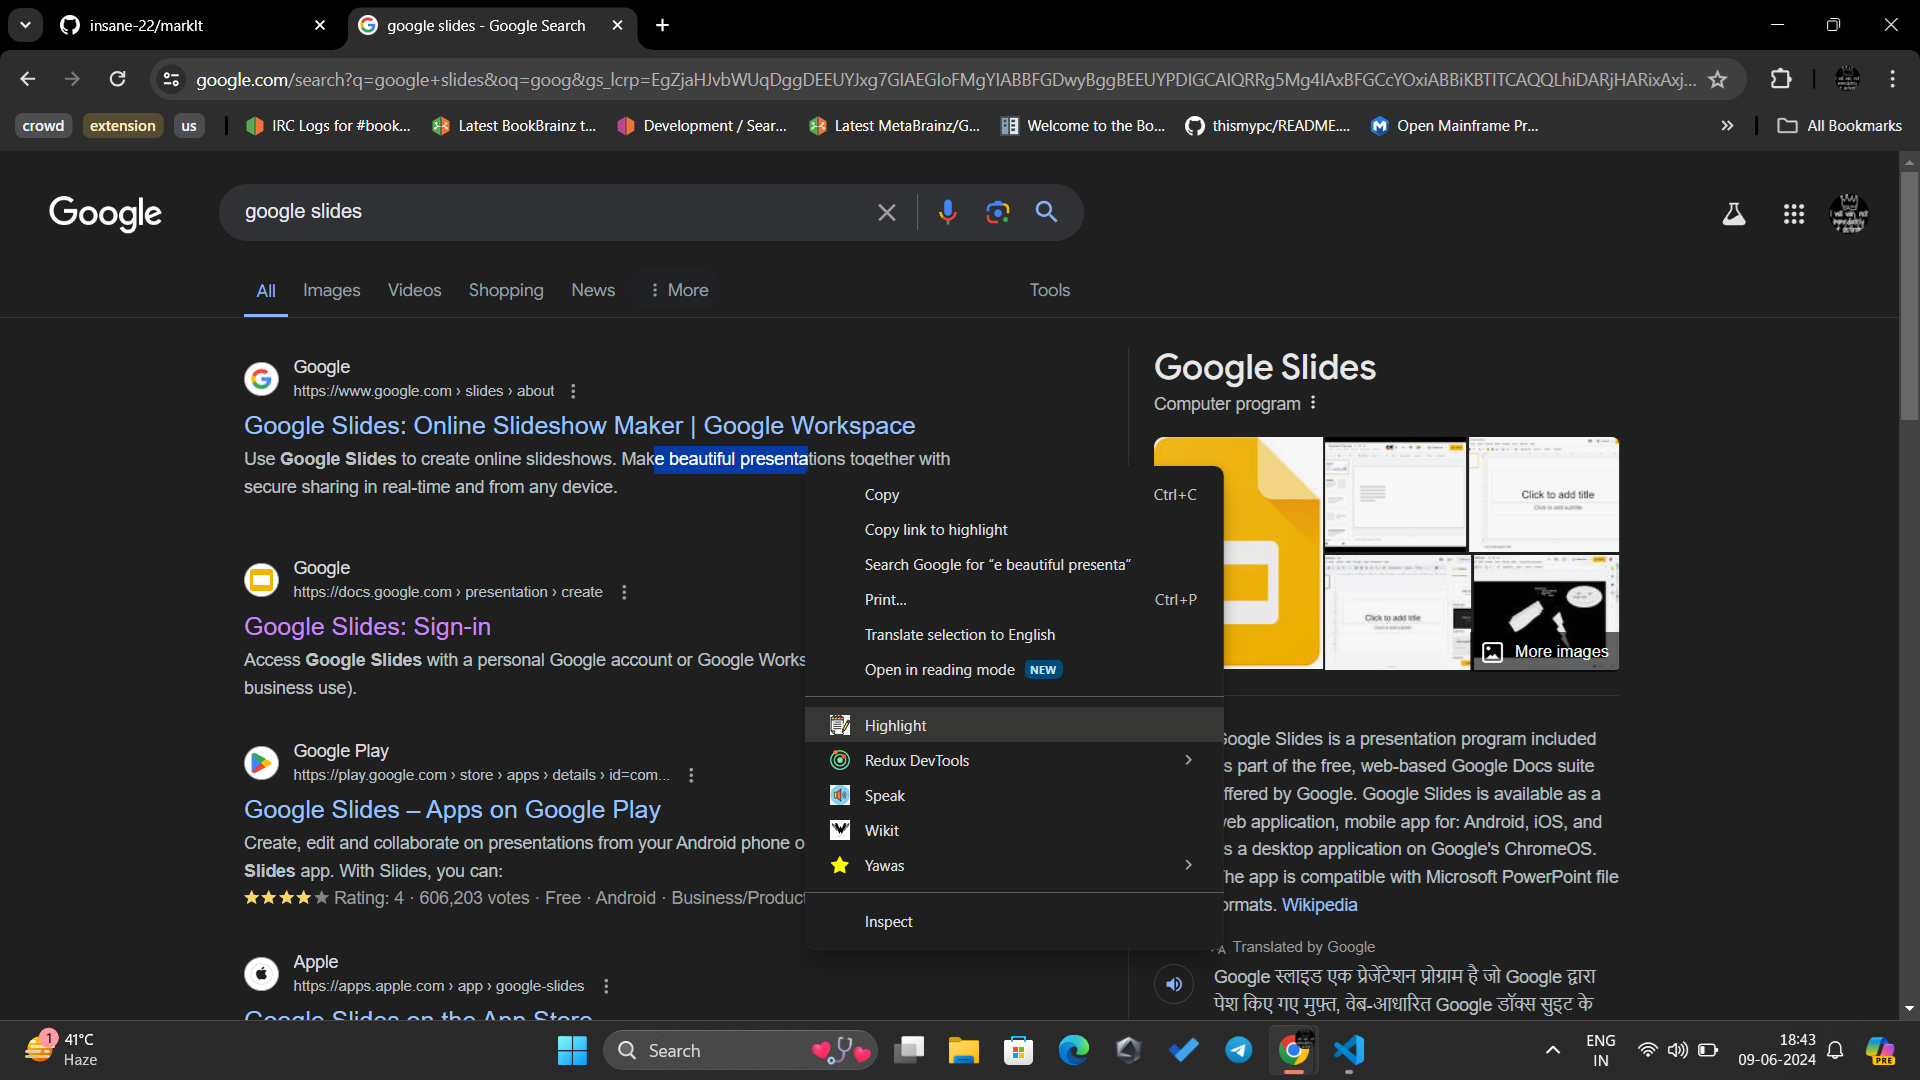 insane-22/markIt
google slides - Google Search
google.com/search?q=google+slides&oq=goog&gs_lcrp=EgZjaHJvbWUqDggDEEUYJxg7GIAEGIoFMgYIABBFGDwyBggBEEUYPDIGCAIQRRg5Mg4IAxBFGCcYOxiABBiKBTITCAQQLhiDARjHARixAxj...
crowd
extension
us
IRC Logs for #book...
Latest BookBrainz t...
Development / Sear...
Latest MetaBrainz/G...
Welcome to the Bo...
thismypc/README....
Open Mainframe Pr...
All Bookmarks
Google
google slides
All
Images
Videos
Shopping
News
More
Tools
Google
https://www.google.com › slides › about
Google Slides: Online Slideshow Maker | Google Workspace
Use Google Slides to create online slideshows. Make beautiful presentations together with
secure sharing in real-time and from any device.
Google
https://docs.google.com › presentation › create
Google Slides: Sign-in
Access Google Slides with a personal Google account or Google Works
business use).
Google Play
https://play.google.com › store › apps › details › id=com...
Google Slides – Apps on Google Play
Create, edit and collaborate on presentations from your Android phone o
Slides app. With Slides, you can:
Rating: 4 · 606,203 votes · Free · Android · Business/Product
Apple
https://apps.apple.com › app › google-slides
Google Slides on the App Store
Copy Ctrl+C
Copy link to highlight
Search Google for “e beautiful presenta”
Print... Ctrl+P
Translate selection to English
Open in reading mode NEW
Highlight
Redux DevTools
Speak
Wikit
Yawas
Inspect
Google Slides
Computer program
Click to add title
Click to add subtitle
Click to add title
More images
Google Slides is a presentation program included
s part of the free, web-based Google Docs suite
ffered by Google. Google Slides is available as a
eb application, mobile app for: Android, iOS, and
s a desktop application on Google's ChromeOS.
he app is compatible with Microsoft PowerPoint file
ormats. Wikipedia
Translated by Google
Google स्लाइड एक प्रेजेंटेशन प्रोग्राम है जो Google द्वारा
पेश किए गए मुफ़्त, वेब-आधारित Google डॉक्स सुइट के
1
41°C
Haze
Search
ENG
IN
18:43
09-06-2024
PRE